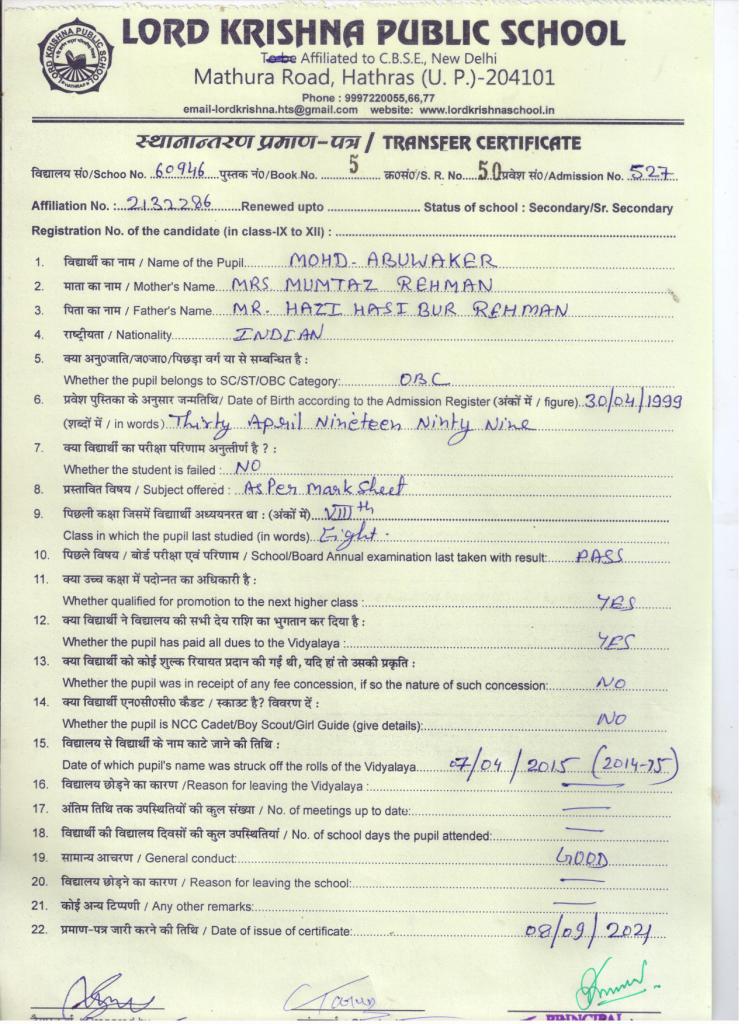 LORD KRISHNA PUBLIC SCHOOL
To be Affiliated to C.B.S.E, New Delhi
Mathura Road, Hathras (U. P.)-204101
Phone : 9997220055,66,77
email-lordkrishna.hts@gmail.com website: www.lordkrishnaschool.in
स्थानान्तरण प्रमाण-पत्र / TRANSFER CERTIFICATE
विद्यालय सं0/Schoo No. 60946 पुस्तक नं0/Book No. 5 क्र0सं0/S. R. No. 50 प्रवेश सं0/Admission No. 527
Affiliation No. : 2132286 Renewed upto Status of school : Secondary/Sr. Secondary
Registration No. of the candidate (in class-IX to XII) :
1. विद्यार्थी का नाम / Name of the Pupil MOHD- ABUWAKER
2. माता का नाम / Mother's Name MRS MUMTAZ REHMAN
3. पिता का नाम / Father's Name MR. HAZI HASIBUR REHMAN
4. राष्ट्रीयता / Nationality INDIAN
5. क्या अनु0जाति/ज0जा0/पिछड़ा वर्ग या से सम्बन्धित है :
Whether the pupil belongs to SC/ST/OBC Category: OBC
6. प्रवेश पुस्तिका के अनुसार जन्मतिथि/ Date of Birth according to the Admission Register (अंकों में / figure) 30/04/1999
(शब्दों में / in words) Thirty April Nineteen Ninty Nine
7. क्या विद्यार्थी का परीक्षा परिणाम अनुत्तीर्ण है ? :
Whether the student is failed : NO
8. प्रस्तावित विषय / Subject offered : As Per mark Sheet
9. पिछली कक्षा जिसमें विद्याार्थी अध्ययनरत था : (अंकों में) VIII th
Class in which the pupil last studied (in words) Eight.
10. पिछले विषय / बोर्ड परीक्षा एवं परिणाम / School/Board Annual examination last taken with result: PASS
11. क्या उच्च कक्षा में पदोन्नत का अधिकारी है :
Whether qualified for promotion to the next higher class : YES
12. क्या विद्यार्थी ने विद्यालय की सभी देय राशि का भुगतान कर दिया है :
Whether the pupil has paid all dues to the Vidyalaya : YES
13. क्या विद्यार्थी को कोई शुल्क रियायत प्रदान की गई थी, यदि हां तो उसकी प्रकृति :
Whether the pupil was in receipt of any fee concession, if so the nature of such concession: NO
14. क्या विद्यार्थी एन0सी0सी0 कैडट / स्काउट है? विवरण दें :
Whether the pupil is NCC Cadet/Boy Scout/Girl Guide (give details): NO
15. विद्यालय से विद्यार्थी के नाम काटे जाने की तिथि :
Date of which pupil's name was struck off the rolls of the Vidyalaya 07/04/2015 (2014-15)
16. विद्यालय छोड़ने का कारण /Reason for leaving the Vidyalaya : —
17. अंतिम तिथि तक उपस्थितियों की कुल संख्या / No. of meetings up to date: —
18. विद्यार्थी की विद्यालय दिवसों की कुल उपस्थितियां / No. of school days the pupil attended: —
19. सामान्य आचरण / General conduct: GOOD
20. विद्यालय छोड़ने का कारण / Reason for leaving the school: —
21. कोई अन्य टिप्पणी / Any other remarks: —
22. प्रमाण-पत्र जारी करने की तिथि / Date of issue of certificate: 08/09/2021
PRINCIPAL